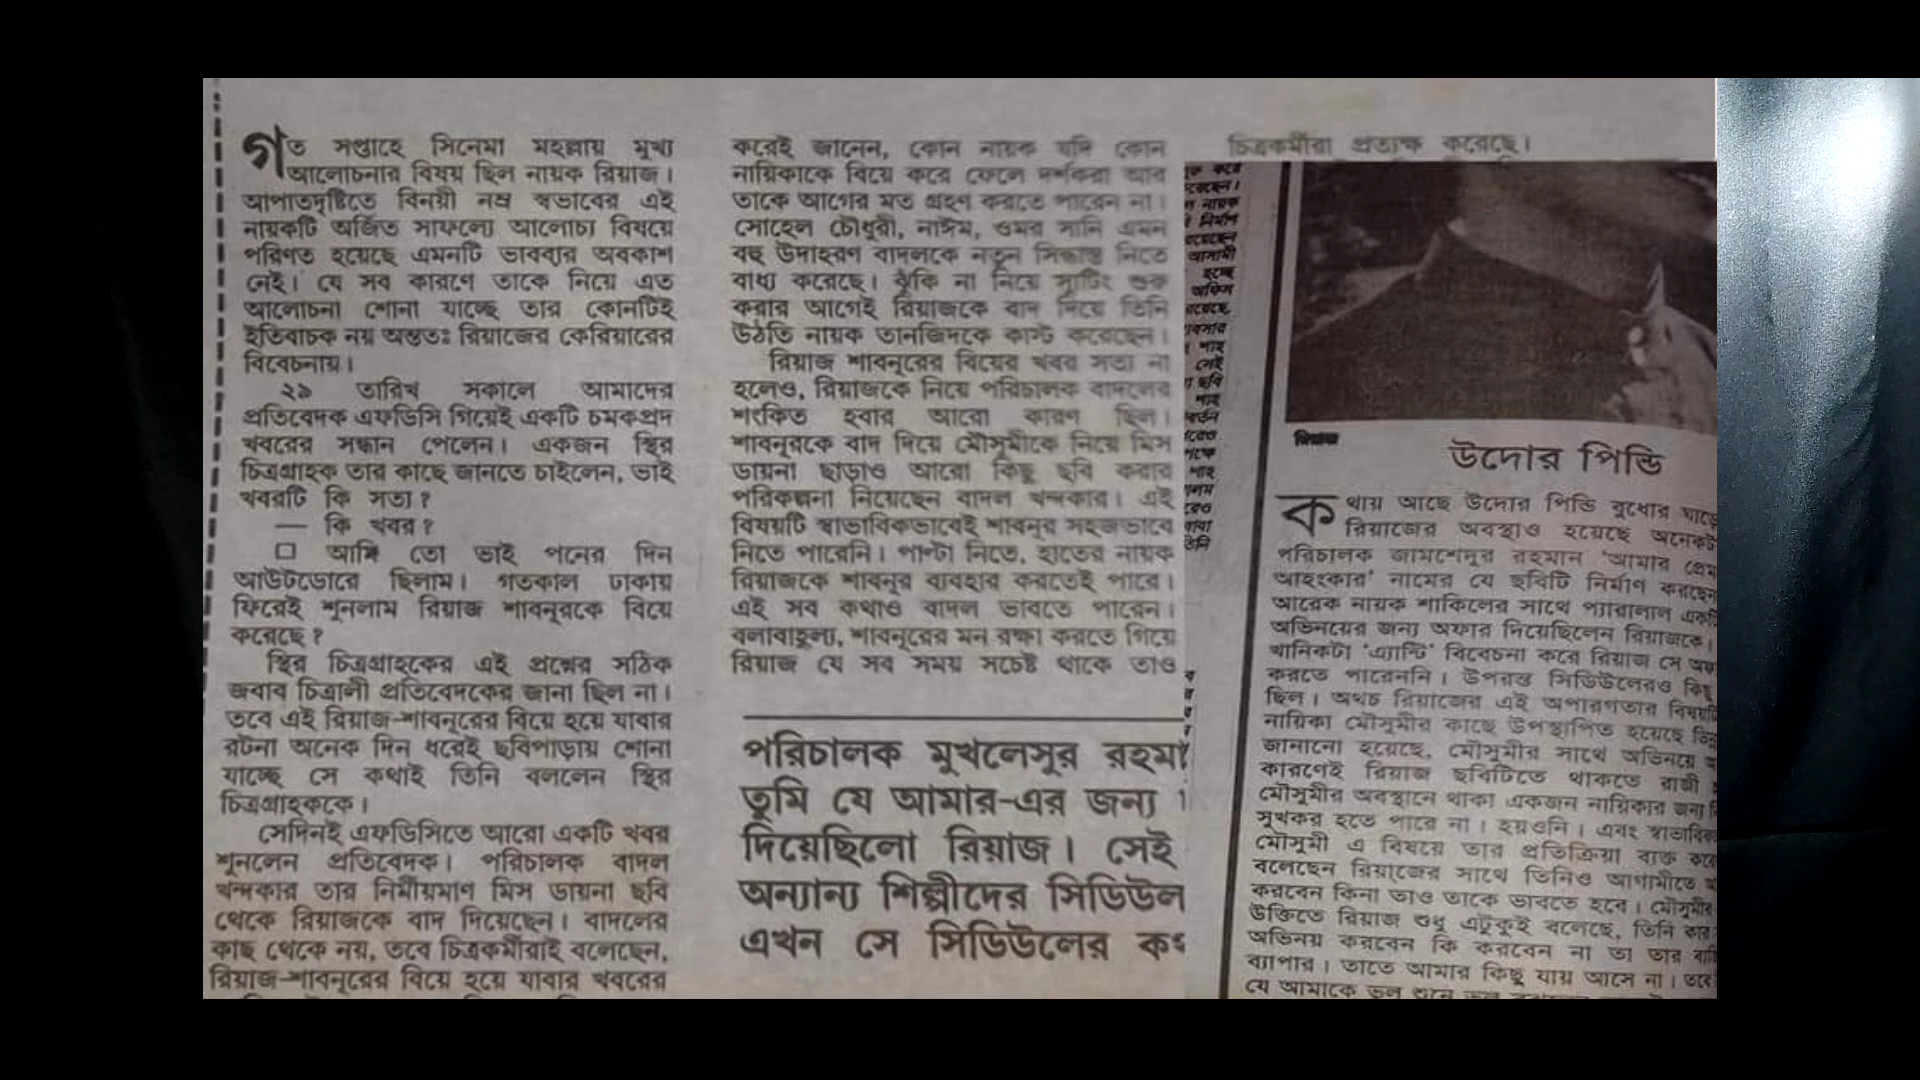 গত সপ্তাহে সিনেমা মহল্লায় মুখ্য
আলোচনার বিষয় ছিল নায়ক রিয়াজ।
আপাতদৃষ্টিতে বিনয়ী নম্র স্বভাবের এই
নায়কটি অর্জিত সাফল্যে আলোচ্য বিষয়ে
পরিণত হয়েছে এমনটি ভাববার অবকাশ
নেই। যে সব কারণে তাকে নিয়ে এত
আলোচনা শোনা যাচ্ছে তার কোনটিই
ইতিবাচক নয় অন্ততঃ রিয়াজের কেরিয়ারের
বিবেচনায়।
২৯ তারিখ সকালে আমাদের
প্রতিবেদক এফডিসি গিয়েই একটি চমকপ্রদ
খবরের সন্ধান পেলেন। একজন স্থির
চিত্রগ্রাহক তার কাছে জানতে চাইলেন, ভাই
খবরটি কি সত্য?
— কি খবর?
□ আমি তো ভাই পনের দিন
আউটডোরে ছিলাম। গতকাল ঢাকায়
ফিরেই শুনলাম রিয়াজ শাবনূরকে বিয়ে
করেছে?
স্থির চিত্রগ্রাহকের এই প্রশ্নের সঠিক
জবাব চিত্রালী প্রতিবেদকের জানা ছিল না।
তবে এই রিয়াজ-শাবনূরের বিয়ে হয়ে যাবার
রটনা অনেক দিন ধরেই ছবিপাড়ায় শোনা
যাচ্ছে সে কথাই তিনি বললেন স্থির
চিত্রগ্রাহককে।
সেদিনই এফডিসিতে আরো একটি খবর
শুনলেন প্রতিবেদক। পরিচালক বাদল
খন্দকার তার নির্মীয়মাণ মিস ডায়না ছবি
থেকে রিয়াজকে বাদ দিয়েছেন। বাদলের
কাছ থেকে নয়, তবে চিত্রকর্মীরাই বলেছেন,
রিয়াজ-শাবনূরের বিয়ে হয়ে যাবার খবরের
করেই জানেন, কোন নায়ক যদি কোন
নায়িকাকে বিয়ে করে ফেলে দর্শকরা আর
তাকে আগের মত গ্রহণ করতে পারেন না।
সোহেল চৌধুরী, নাঈম, ওমর সানি এমন
বহু উদাহরণ বাদলকে নতুন সিদ্ধান্ত নিতে
বাধ্য করেছে। ঝুঁকি না নিয়ে স্যুটিং শুরু
করার আগেই রিয়াজকে বাদ দিয়ে তিনি
উঠতি নায়ক তানজিদকে কাস্ট করেছেন।
রিয়াজ শাবনূরের বিয়ের খবর সত্য না
হলেও, রিয়াজকে নিয়ে পরিচালক বাদলের
শংকিত হবার আরো কারণ ছিল।
শাবনূরকে বাদ দিয়ে মৌসুমীকে নিয়ে মিস
ডায়না ছাড়াও আরো কিছু ছবি করার
পরিকল্পনা নিয়েছেন বাদল খন্দকার। এই
বিষয়টি স্বাভাবিকভাবেই শাবনূর সহজভাবে
নিতে পারেনি। পাল্টা নিতে, হাতের নায়ক
রিয়াজকে শাবনূর ব্যবহার করতেই পারে।
এই সব কথাও বাদল ভাবতে পারেন।
বলাবাহুল্য, শাবনূরের মন রক্ষা করতে গিয়ে
রিয়াজ যে সব সময় সচেষ্ট থাকে তাও
পরিচালক মুখলেসুর রহমা
তুমি যে আমার-এর জন্য
দিয়েছিলো রিয়াজ। সেই
অন্যান্য শিল্পীদের সিডিউল
এখন সে সিডিউলের
চিত্রকর্মীরা প্রত্যক্ষ করেছে।
রিয়াজ
উদোর পিন্ডি
কথায় আছে উদোর পিন্ডি বুধোর ঘাড়ে
রিয়াজের অবস্থাও হয়েছে অনেকট
পরিচালক জামশেদুর রহমান 'আমার প্রেম
আহংকার' নামের যে ছবিটি নির্মাণ করছেন
আরেক নায়ক শাকিলের সাথে প্যারালাল একটি
অভিনয়ের জন্য অফার দিয়েছিলেন রিয়াজকে।
খানিকটা 'এ্যান্টি' বিবেচনা করে রিয়াজ সে
করতে পারেননি। উপরন্ত সিডিউলেরও কিছু
ছিল। অথচ রিয়াজের এই অপারগতার বিষয়টি
নায়িকা মৌসুমীর কাছে উপস্থাপিত হয়েছে
জানানো হয়েছে, মৌসুমীর সাথে অভিনয়ে
কারণেই রিয়াজ ছবিটিতে থাকতে রাজী
মৌসুমীর অবস্থানে থাকা একজন নায়িকার জন্য
সুখকর হতে পারে না। হয়ওনি। এবং স্বাভাবিক
মৌসুমী এ বিষয়ে তার প্রতিক্রিয়া ব্যক্ত করে
বলেছেন রিয়াজের সাথে তিনিও আগামীতে
করবেন কিনা তাও তাকে ভাবতে হবে। মৌসুমীর
উক্তিতে রিয়াজ শুধু এটুকুই বলেছে, তিনি কার
অভিনয় করবেন কি করবেন না তা তার
ব্যাপার। তাতে আমার কিছু যায় আসে না। তবে
যে আমাকে ভুল শুনে ভুল